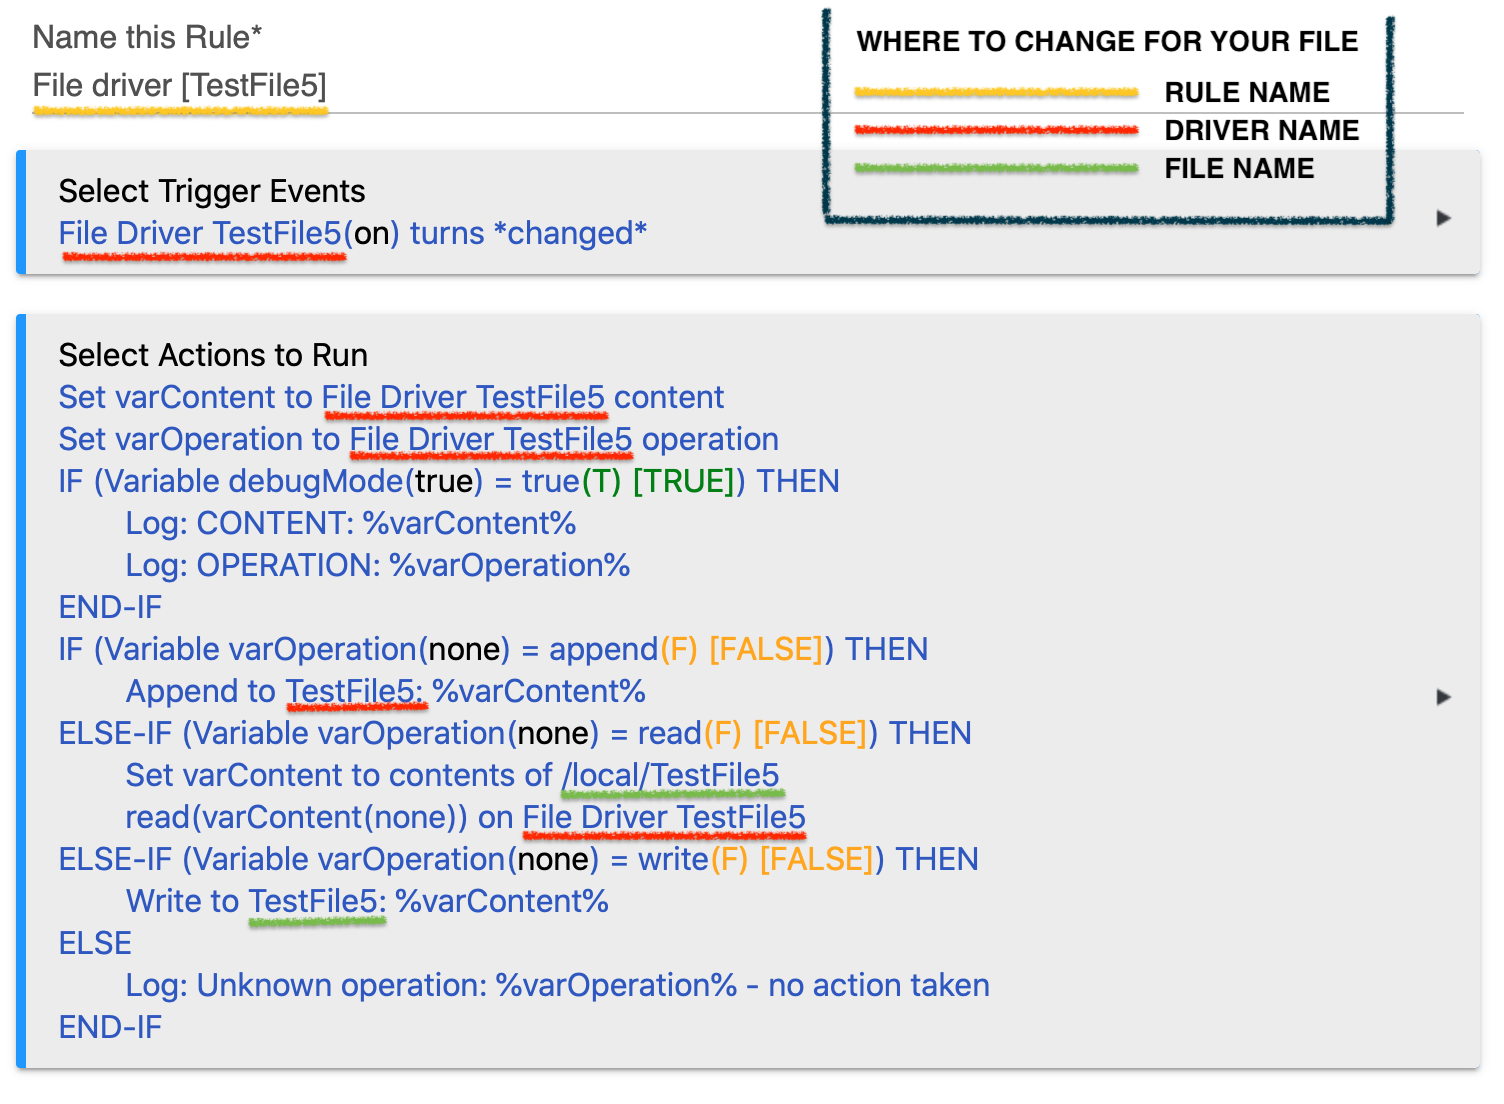 Name this Rule*
File driver [TestFile5]
WHERE TO CHANGE FOR YOUR FILE
RULE NAME
DRIVER NAME
FILE NAME
Select Trigger Events
File Driver TestFile5(on) turns *changed*
Select Actions to Run
Set varContent to File Driver TestFile5 content
Set varOperation to File Driver TestFile5 operation
IF (Variable debugMode(true) = true(T) [TRUE]) THEN
Log: CONTENT: %varContent%
Log: OPERATION: %varOperation%
END-IF
IF (Variable varOperation(none) = append(F) [FALSE]) THEN
Append to TestFile5: %varContent%
ELSE-IF (Variable varOperation(none) = read(F) [FALSE]) THEN
Set varContent to contents of /local/TestFile5
read(varContent(none)) on File Driver TestFile5
ELSE-IF (Variable varOperation(none) = write(F) [FALSE]) THEN
Write to TestFile5: %varContent%
ELSE
Log: Unknown operation: %varOperation% - no action taken
END-IF